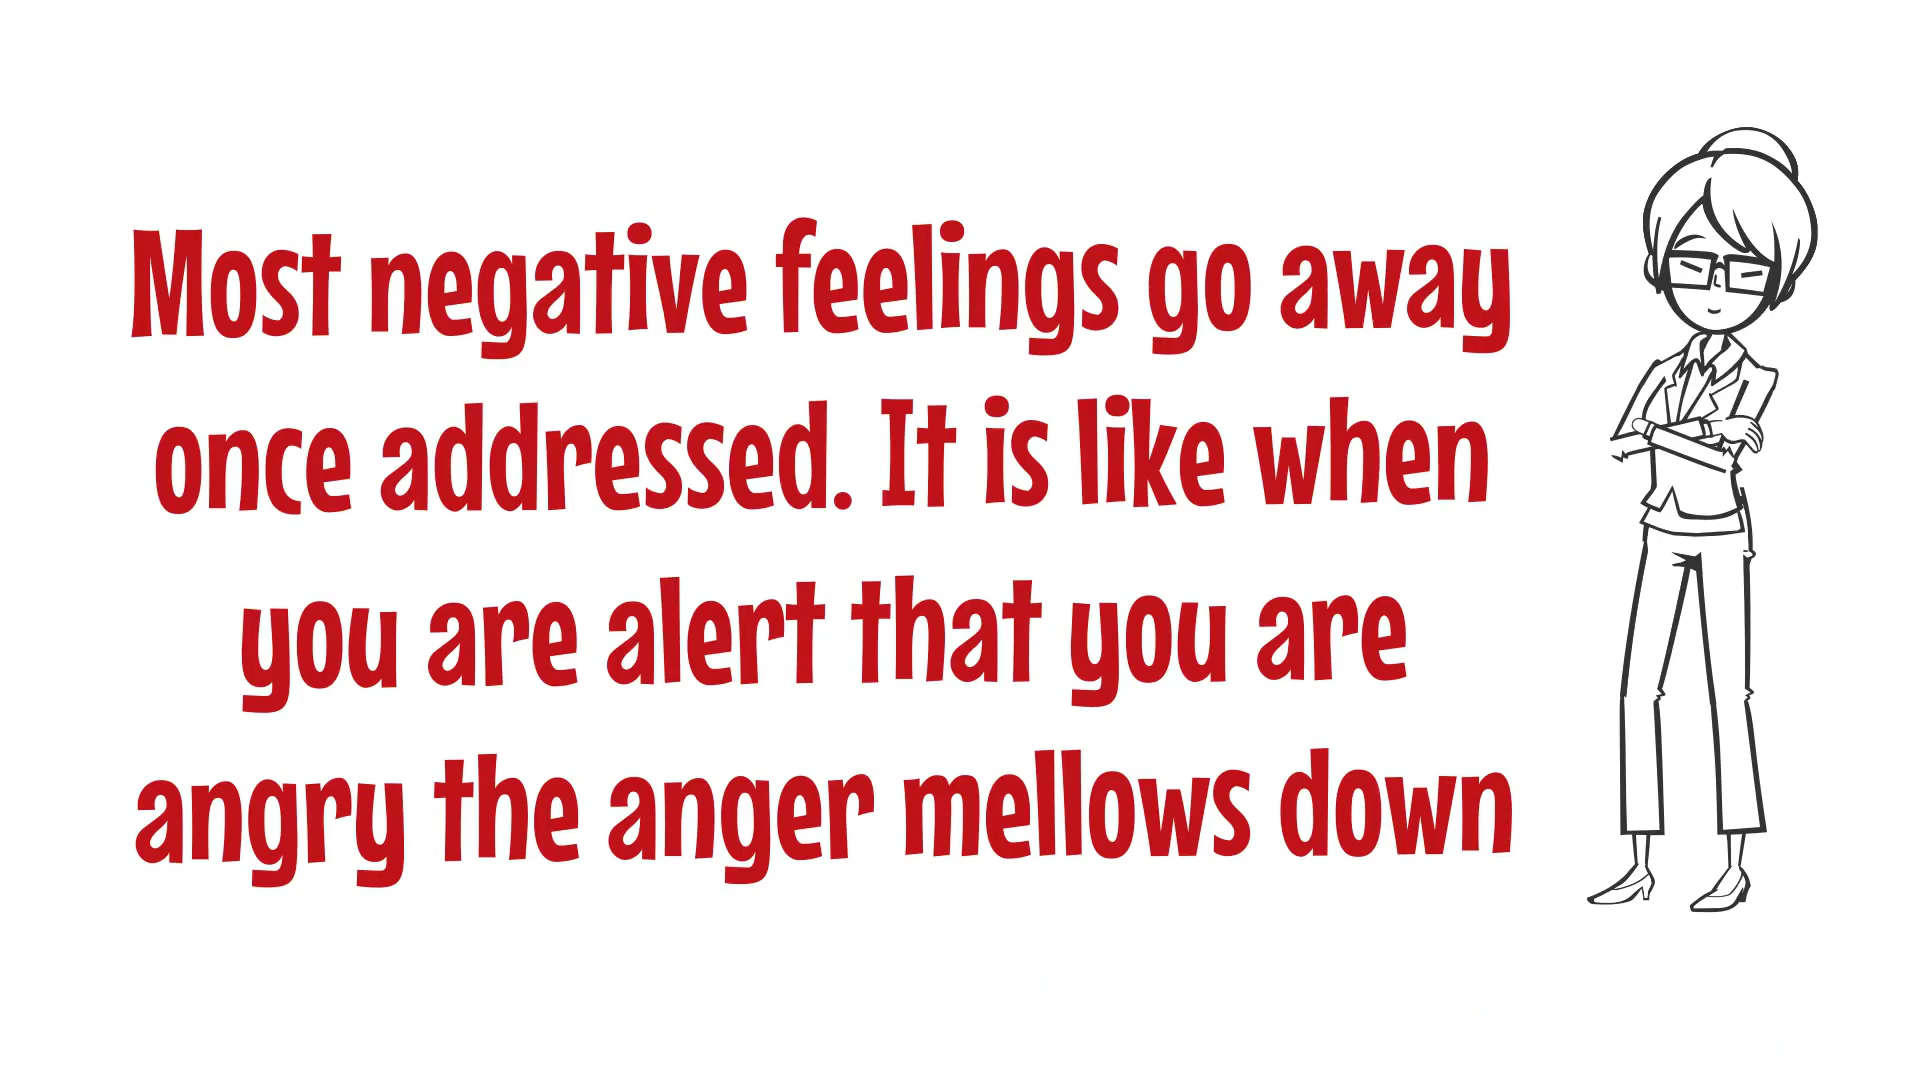 Most negative feelings go away
once addressed. It is like when
you are alert that you are
angry the anger mellows down